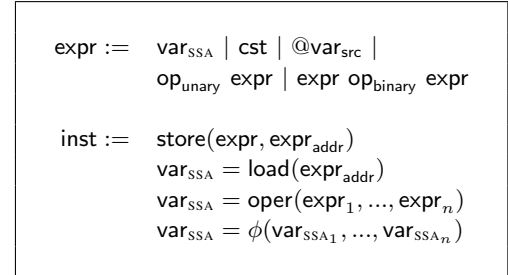 expr := var_SSA | cst | @var_src |
op_unary expr | expr op_binary expr
inst := store(expr, expr_addr)
var_SSA = load(expr_addr)
var_SSA = oper(expr_1, ..., expr_n)
var_SSA = ϕ(var_SSA_1, ..., var_SSA_n)